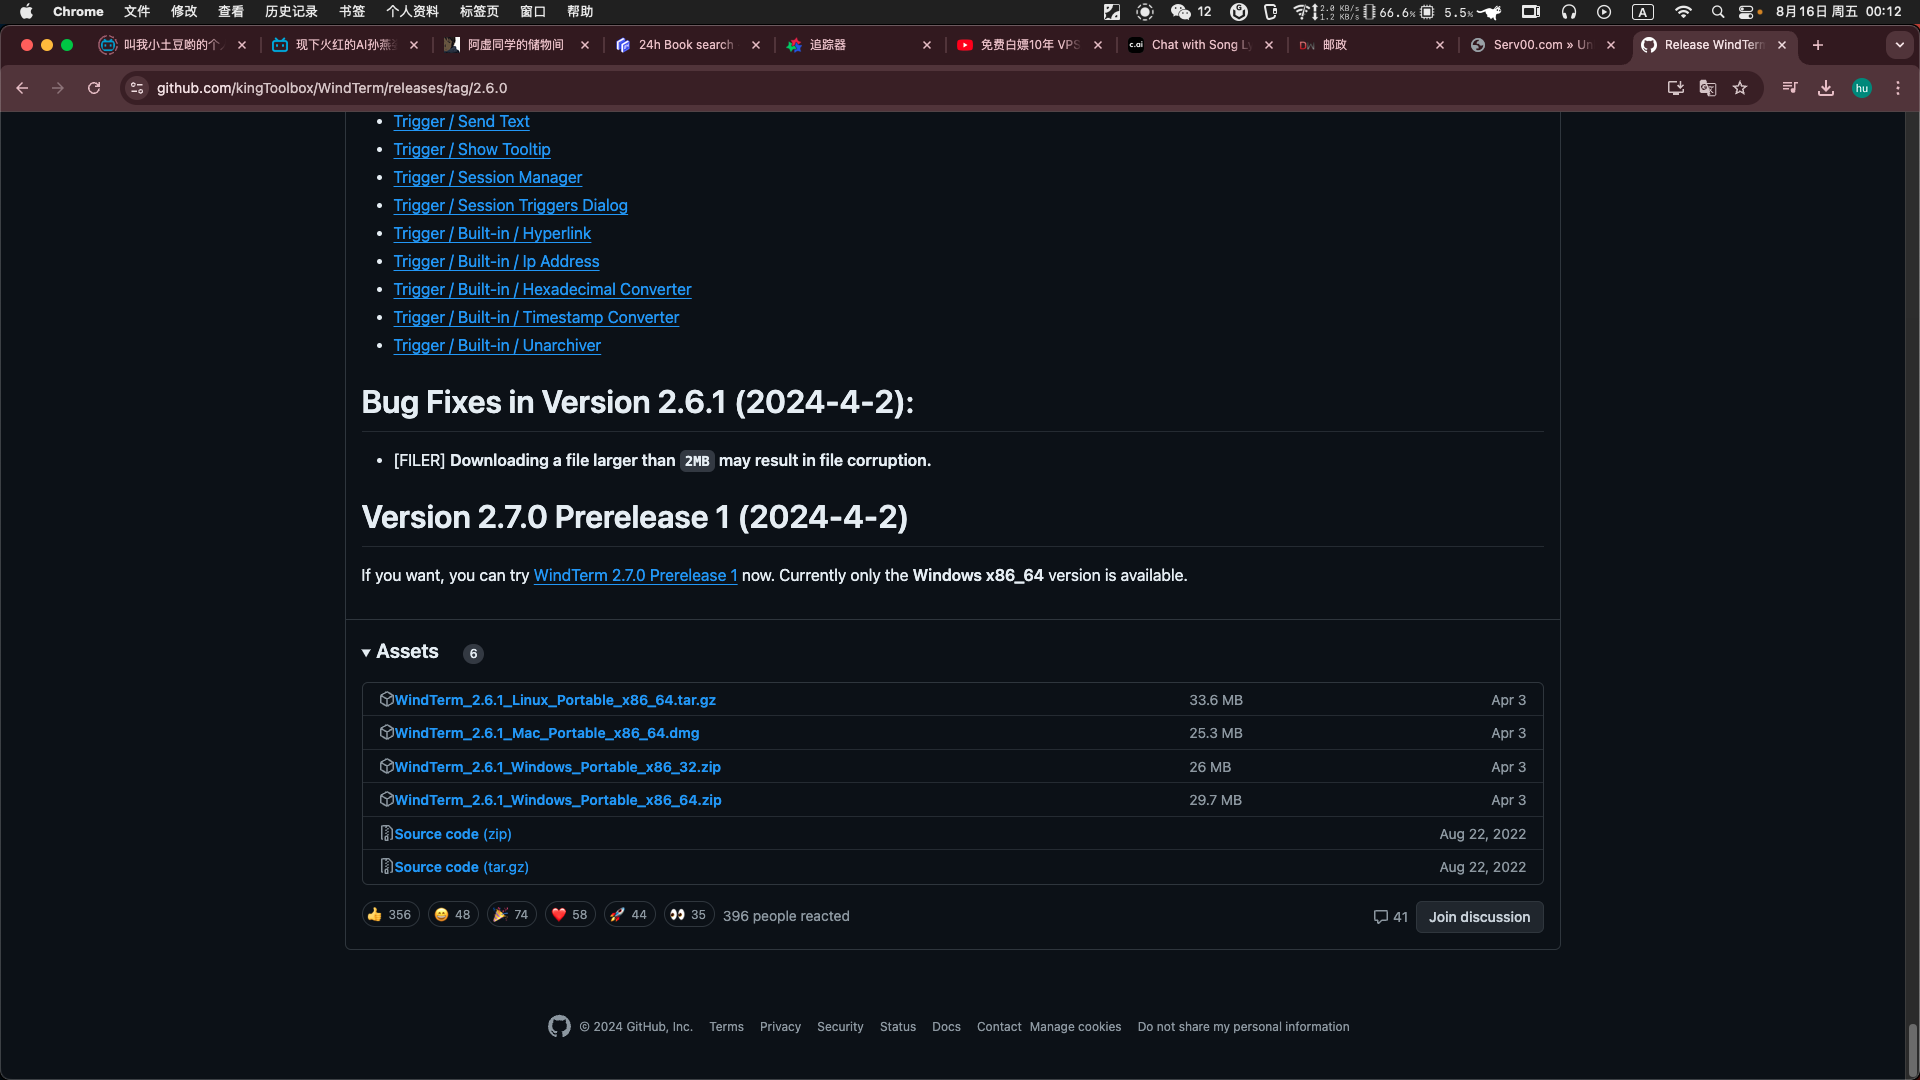 Chrome 文件 修改 查看 历史记录 书签 个人资料 标签页 窗口 帮助 12 2.0 KB/s 1.2 KB/s 66.6% 5.5% A 8月16日 周五 00:12
叫我小土豆哟的个 现下火红的AI孙燕 阿虚同学的储物间 24h Book search 追踪器 免费白嫖10年 VPS c.ai Chat with Song Ly DW 邮政 Serv00.com » Un Release WindTerm
github.com/kingToolbox/WindTerm/releases/tag/2.6.0 hu
• Trigger / Send Text
• Trigger / Show Tooltip
• Trigger / Session Manager
• Trigger / Session Triggers Dialog
• Trigger / Built-in / Hyperlink
• Trigger / Built-in / Ip Address
• Trigger / Built-in / Hexadecimal Converter
• Trigger / Built-in / Timestamp Converter
• Trigger / Built-in / Unarchiver
Bug Fixes in Version 2.6.1 (2024-4-2):
• [FILER] Downloading a file larger than 2MB may result in file corruption.
Version 2.7.0 Prerelease 1 (2024-4-2)
If you want, you can try WindTerm 2.7.0 Prerelease 1 now. Currently only the Windows x86_64 version is available.
Assets 6
WindTerm_2.6.1_Linux_Portable_x86_64.tar.gz 33.6 MB Apr 3
WindTerm_2.6.1_Mac_Portable_x86_64.dmg 25.3 MB Apr 3
WindTerm_2.6.1_Windows_Portable_x86_32.zip 26 MB Apr 3
WindTerm_2.6.1_Windows_Portable_x86_64.zip 29.7 MB Apr 3
Source code (zip) Aug 22, 2022
Source code (tar.gz) Aug 22, 2022
👍 356 😄 48 🎉 74 ❤️ 58 🚀 44 👀 35 396 people reacted 41 Join discussion
© 2024 GitHub, Inc. Terms Privacy Security Status Docs Contact Manage cookies Do not share my personal information